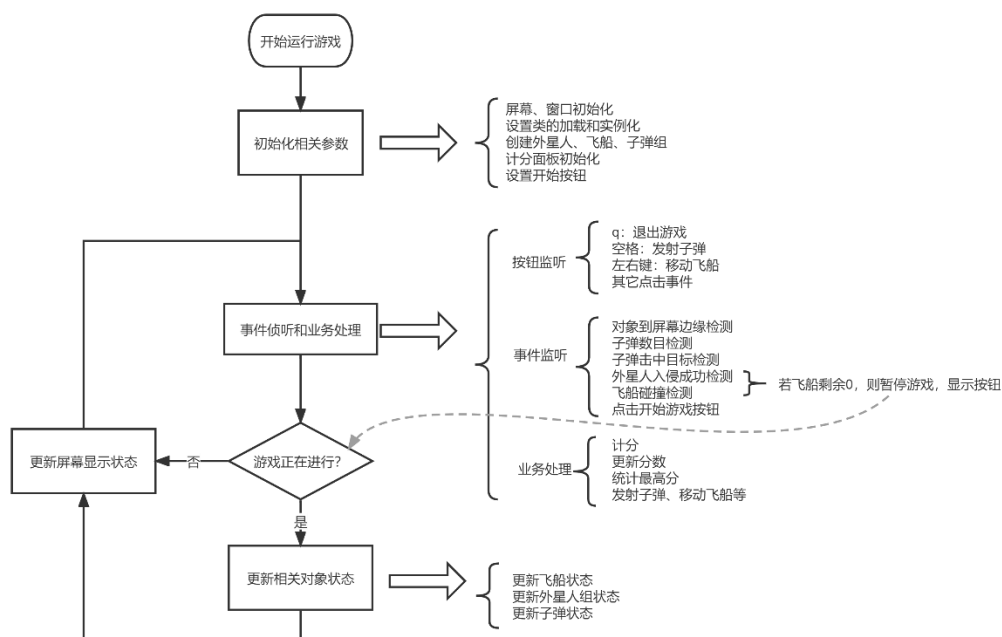 开始运行游戏
初始化相关参数
屏幕、窗口初始化
设置类的加载和实例化
创建外星人、飞船、子弹组
计分面板初始化
设置开始按钮
事件侦听和业务处理
按钮监听
q：退出游戏
空格：发射子弹
左右键：移动飞船
其它点击事件
事件监听
对象到屏幕边缘检测
子弹数目检测
子弹击中目标检测
外星人入侵成功检测
飞船碰撞检测
点击开始游戏按钮
若飞船剩余0，则暂停游戏，显示按钮
业务处理
计分
更新分数
统计最高分
发射子弹、移动飞船等
游戏正在进行？
否
更新屏幕显示状态
是
更新相关对象状态
更新飞船状态
更新外星人组状态
更新子弹状态